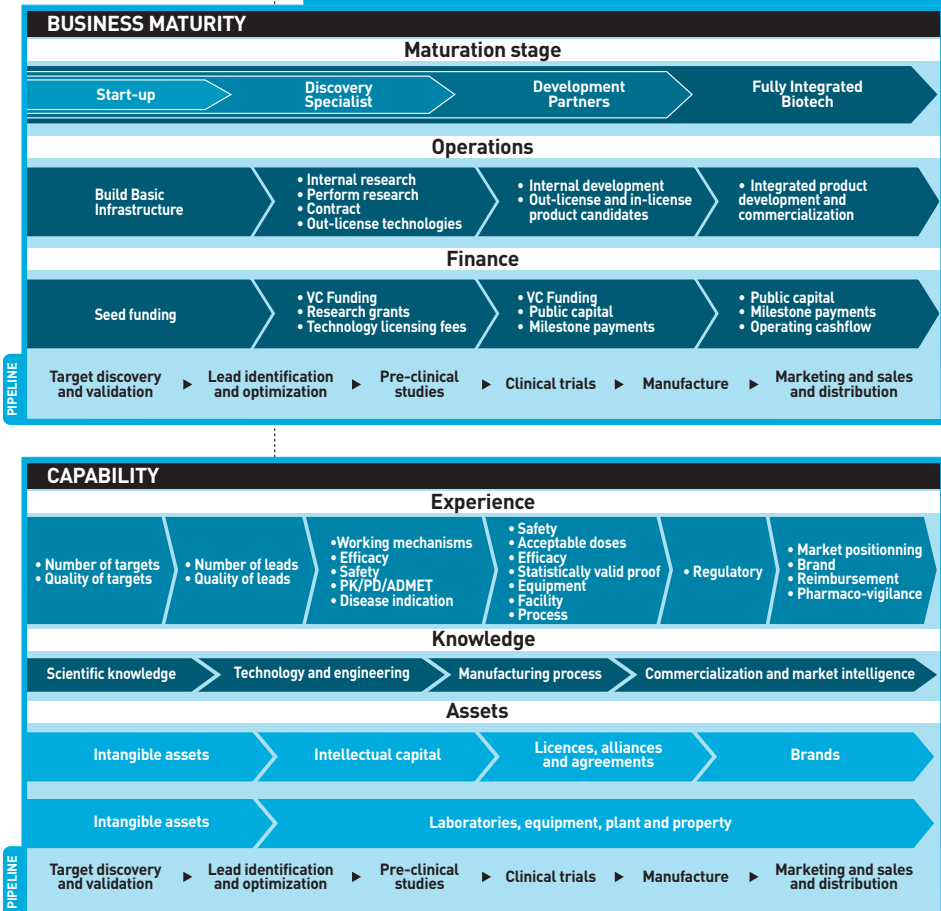 BUSINESS MATURITY
Maturation stage
Start-up
Discovery
Specialist
Development
Partners
Fully Integrated
Biotech
Operations
Build Basic
Infrastructure
• Internal research
• Perform research
• Contract
• Out-license technologies
• Internal development
• Out-license and in-license
product candidates
• Integrated product
development and
commercialization
Finance
Seed funding
• VC Funding
• Research grants
• Technology licensing fees
• VC Funding
• Public capital
• Milestone payments
• Public capital
• Milestone payments
• Operating cashflow
PIPELINE
Target discovery
and validation
Lead identification
and optimization
Pre-clinical
studies
Clinical trials
Manufacture
Marketing and sales
and distribution
CAPABILITY
Experience
• Number of targets
• Quality of targets
• Number of leads
• Quality of leads
•Working mechanisms
• Efficacy
• Safety
• PK/PD/ADMET
• Disease indication
• Safety
• Acceptable doses
• Efficacy
• Statistically valid proof
• Equipment
• Facility
• Process
• Regulatory
• Market positionning
• Brand
• Reimbursement
• Pharmaco-vigilance
Knowledge
Scientific knowledge
Technology and engineering
Manufacturing process
Commercialization and market intelligence
Assets
Intangible assets
Intellectual capital
Licences, alliances
and agreements
Brands
Intangible assets
Laboratories, equipment, plant and property
PIPELINE
Target discovery
and validation
Lead identification
and optimization
Pre-clinical
studies
Clinical trials
Manufacture
Marketing and sales
and distribution